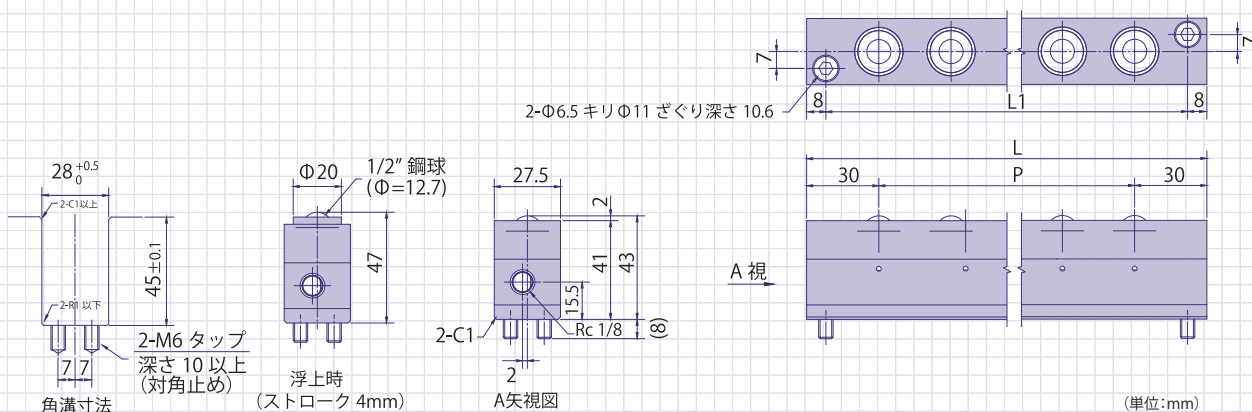 7
2-Φ6.5 キリΦ11 ざぐり深さ 10.6
8
L1
8
7
28 +0.5 0
2-C1以上
45±0.1
2-R1 以下
2-M6 タップ
深さ 10 以上
(対角止め)
7 7
角溝寸法
Φ20
1/2” 鋼球
(Φ=12.7)
47
浮上時
(ストローク 4mm)
27.5
2
41
43
15.5
(8)
2-C1
Rc 1/8
2
A矢視図
A 視
L
30
P
30
(単位:mm)